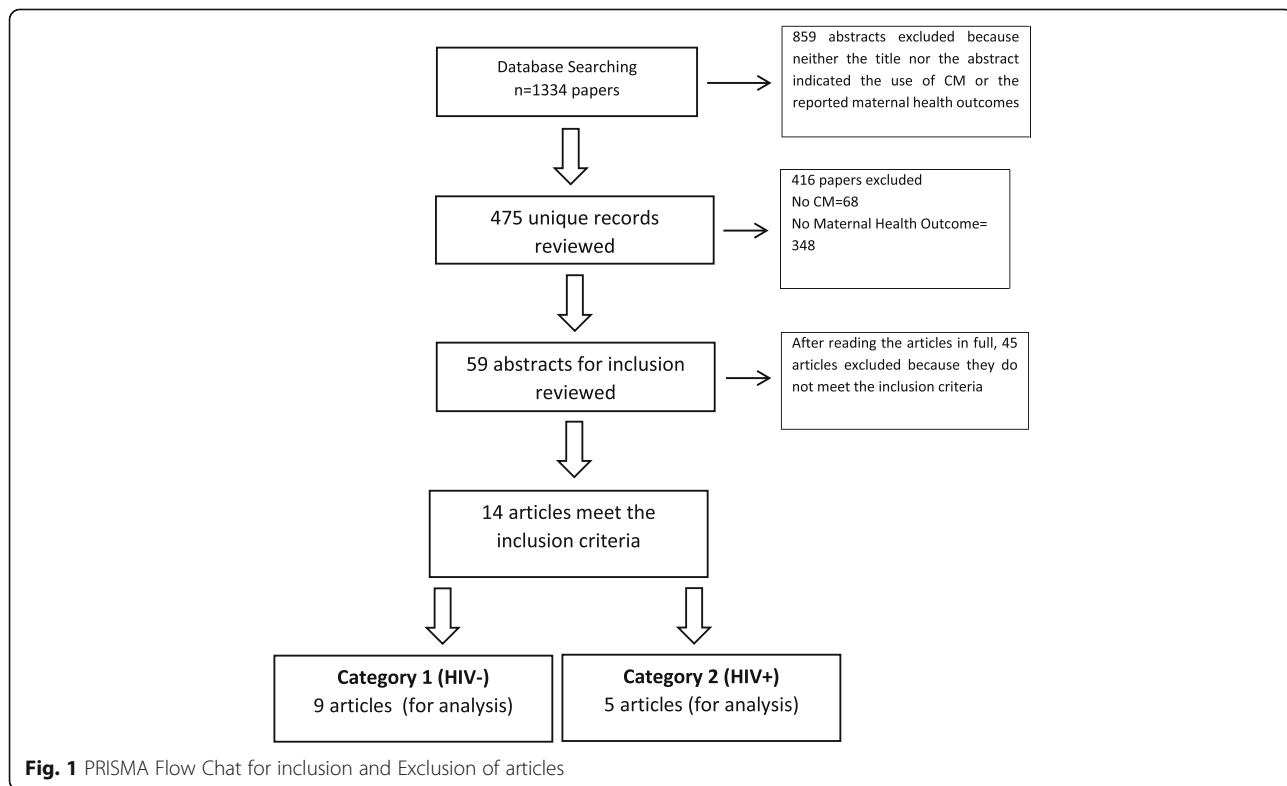 Database Searching
n=1334 papers
859 abstracts excluded because
neither the title nor the abstract
indicated the use of CM or the
reported maternal health outcomes
475 unique records
reviewed
416 papers excluded
No CM=68
No Maternal Health Outcome=
348
59 abstracts for inclusion
reviewed
After reading the articles in full, 45
articles excluded because they do
not meet the inclusion criteria
14 articles meet the
inclusion criteria
Category 1 (HIV-)
9 articles (for analysis)
Category 2 (HIV+)
5 articles (for analysis)
Fig. 1 PRISMA Flow Chat for inclusion and Exclusion of articles